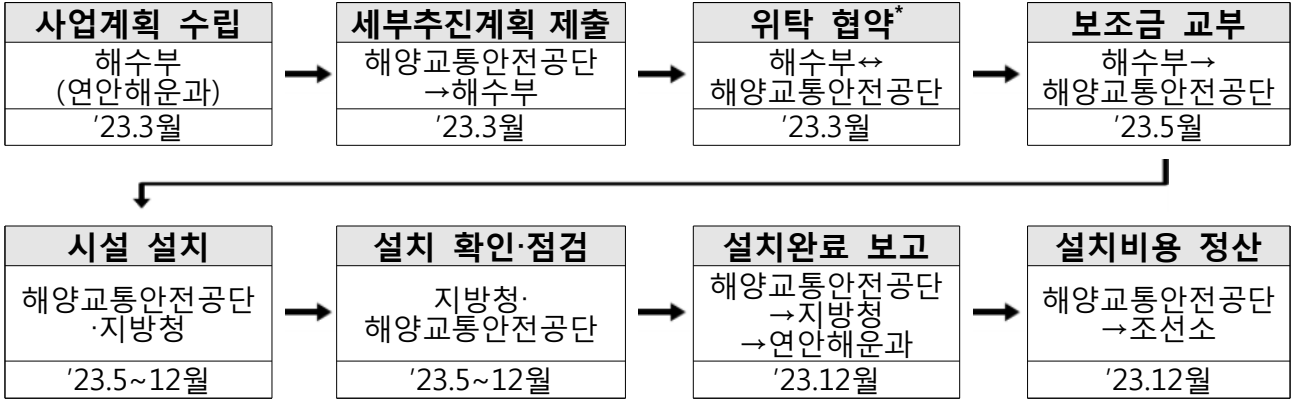 사업계획 수립
해수부
(연안해운과)
'23.3월
세부추진계획 제출
해양교통안전공단
→해수부
'23.3월
위탁 협약*
해수부↔
해양교통안전공단
'23.3월
보조금 교부
해수부→
해양교통안전공단
'23.5월
시설 설치
해양교통안전공단
·지방청
'23.5~12월
설치 확인·점검
지방청·
해양교통안전공단
'23.5~12월
설치완료 보고
해양교통안전공단
→지방청
→연안해운과
'23.12월
설치비용 정산
해양교통안전공단
→조선소
'23.12월